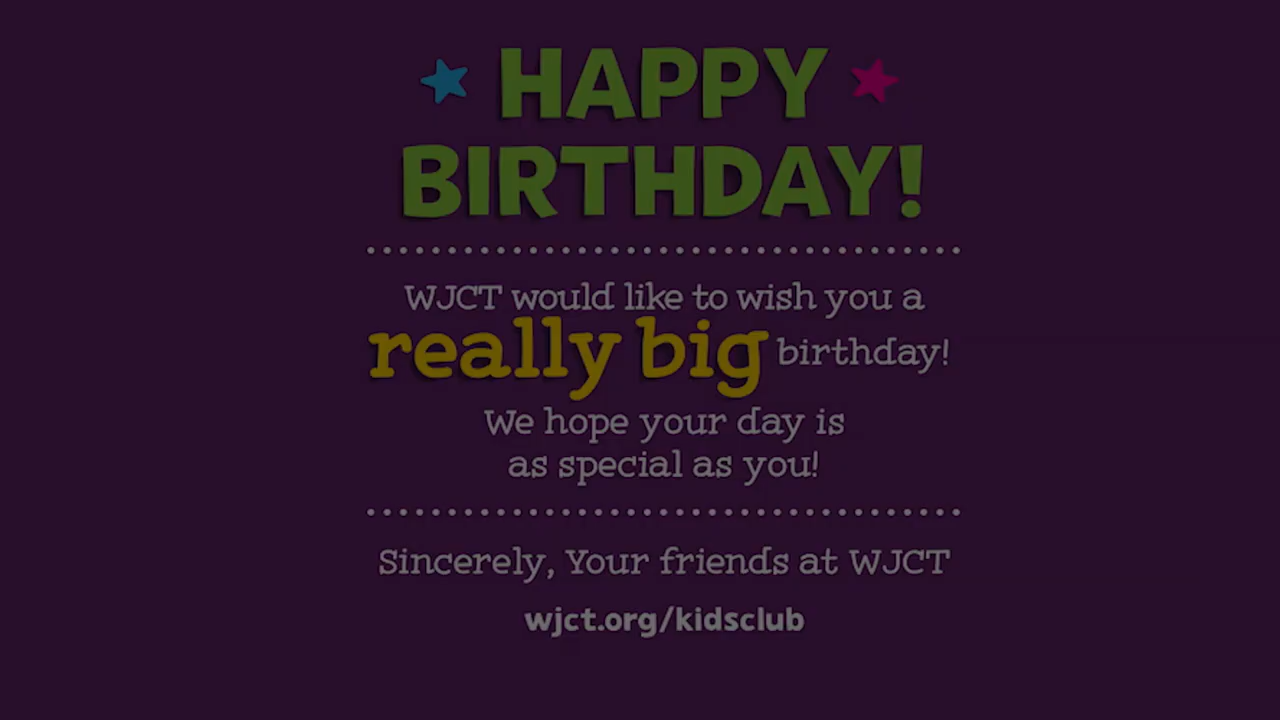 HAPPY
BIRTHDAY!
WJCT would like to wish you a
really big birthday!
We hope your day is
as special as you!
Sincerely, Your friends at WJCT
wjct.org/kidsclub